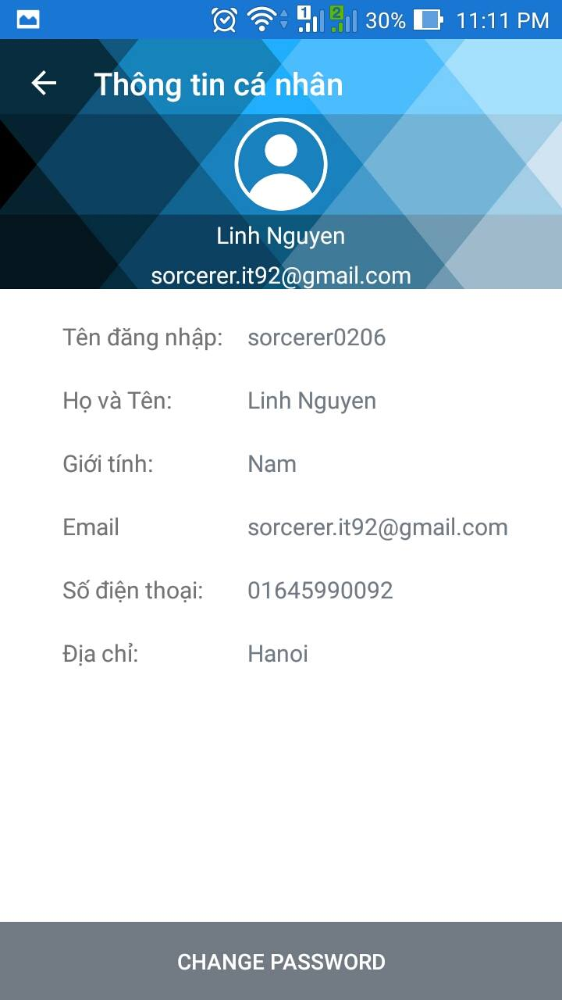 1 2 30% 11:11 PM
Thông tin cá nhân
Linh Nguyen
sorcerer.it92@gmail.com
Tên đăng nhập: sorcerer0206
Họ và Tên: Linh Nguyen
Giới tính: Nam
Email sorcerer.it92@gmail.com
Số điện thoại: 01645990092
Địa chỉ: Hanoi
CHANGE PASSWORD